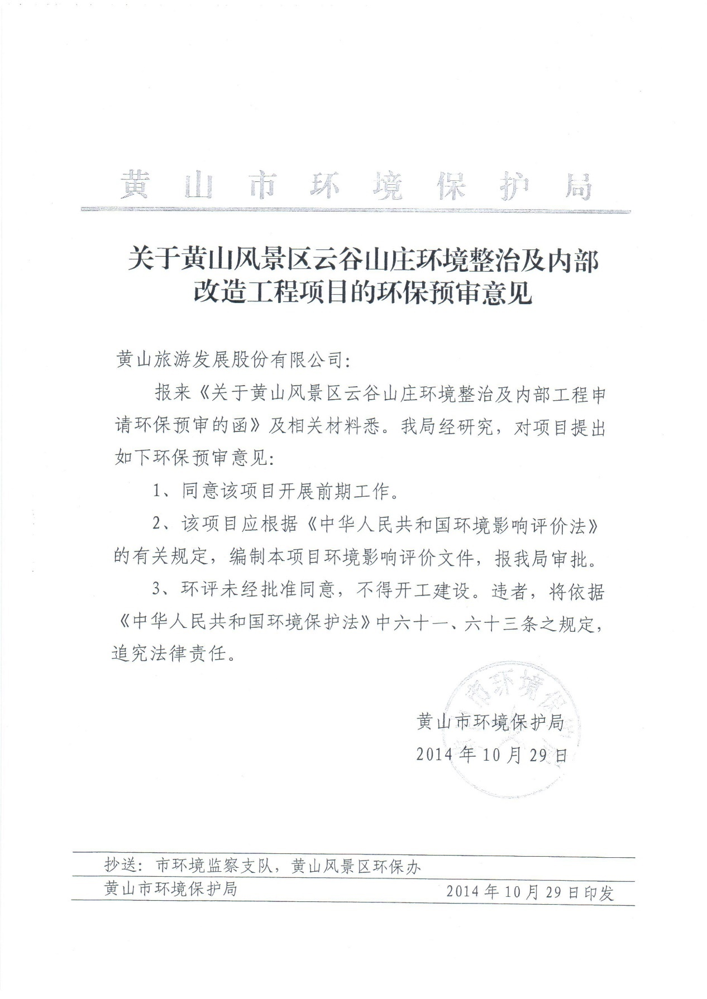 黄山市环境保护局
关于黄山风景区云谷山庄环境整治及内部
改造工程项目的环保预审意见
黄山旅游发展股份有限公司:
报来《关于黄山风景区云谷山庄环境整治及内部工程申
请环保预审的函》及相关材料悉。我局经研究，对项目提出
如下环保预审意见:
1、同意该项目开展前期工作。
2、该项目应根据《中华人民共和国环境影响评价法》
的有关规定，编制本项目环境影响评价文件，报我局审批。
3、环评未经批准同意，不得开工建设。违者，将依据
《中华人民共和国环境保护法》中六十一、六十三条之规定，
追究法律责任。
黄山市环境保护局
2014年10月29日
抄送：市环境监察支队，黄山风景区环保办
黄山市环境保护局 2014年10月29日印发